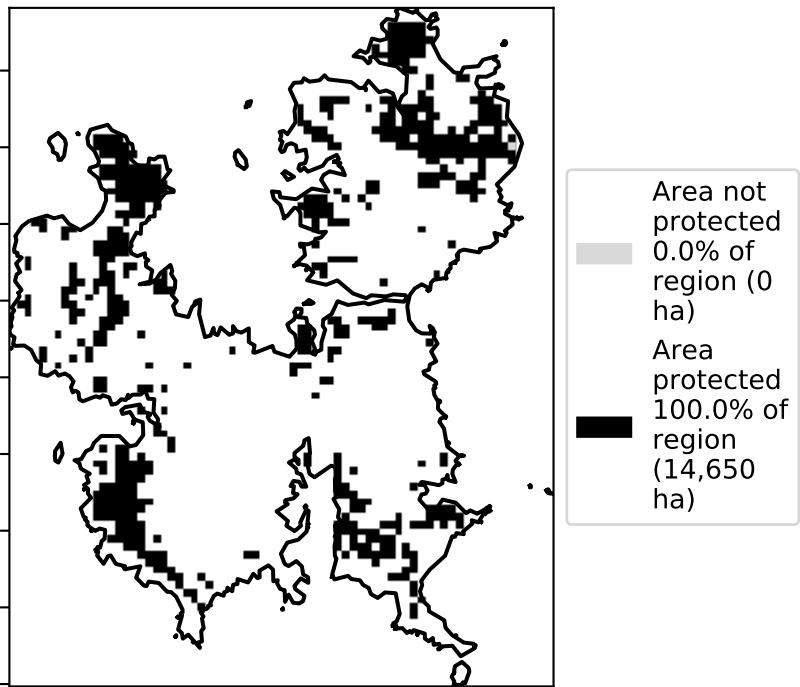 Area not
protected
0.0% of
region (0
ha)
Area
protected
100.0% of
region
(14,650
ha)